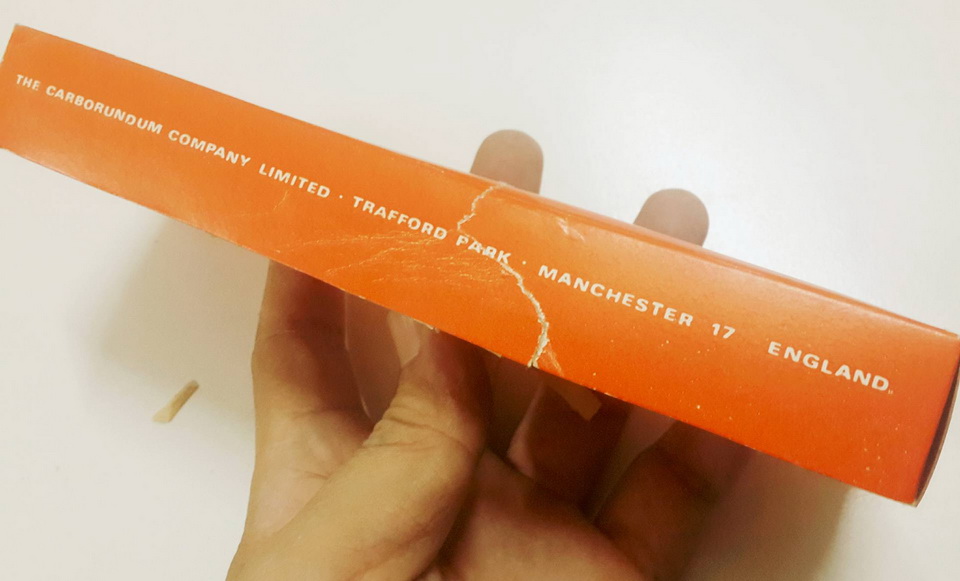 THE CARBORUNDUM COMPANY LIMITED · TRAFFORD PARK · MANCHESTER 17 ENGLAND